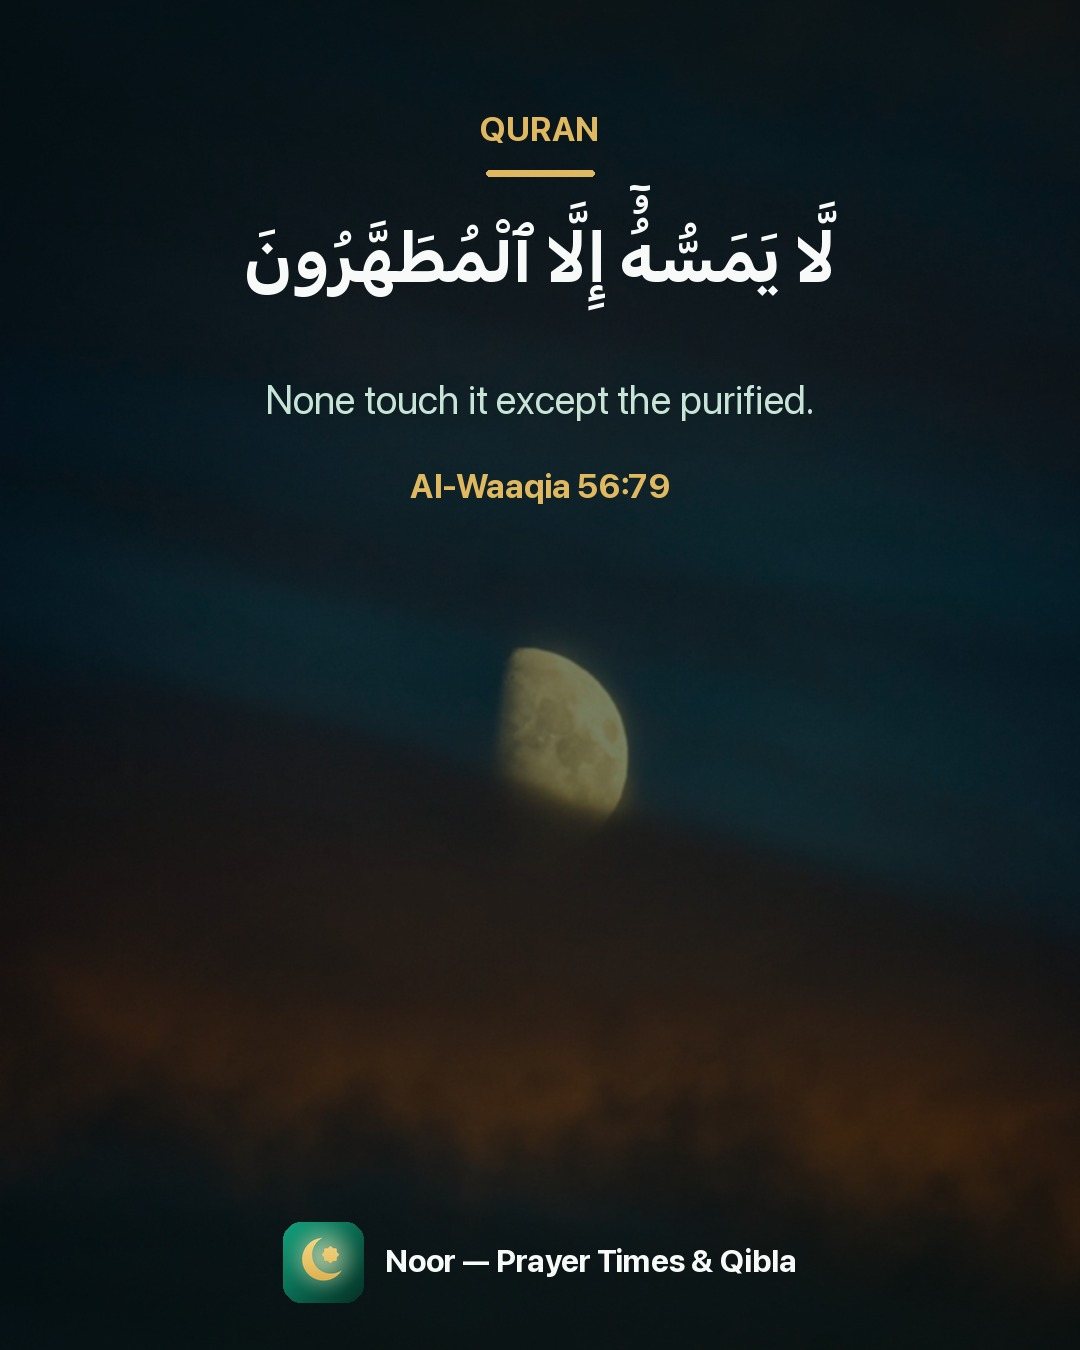 QURAN
لَّا يَمَسُّهُۥٓ إِلَّا ٱلْمُطَهَّرُونَ
None touch it except the purified.
Al-Waaqia 56:79
Noor — Prayer Times & Qibla